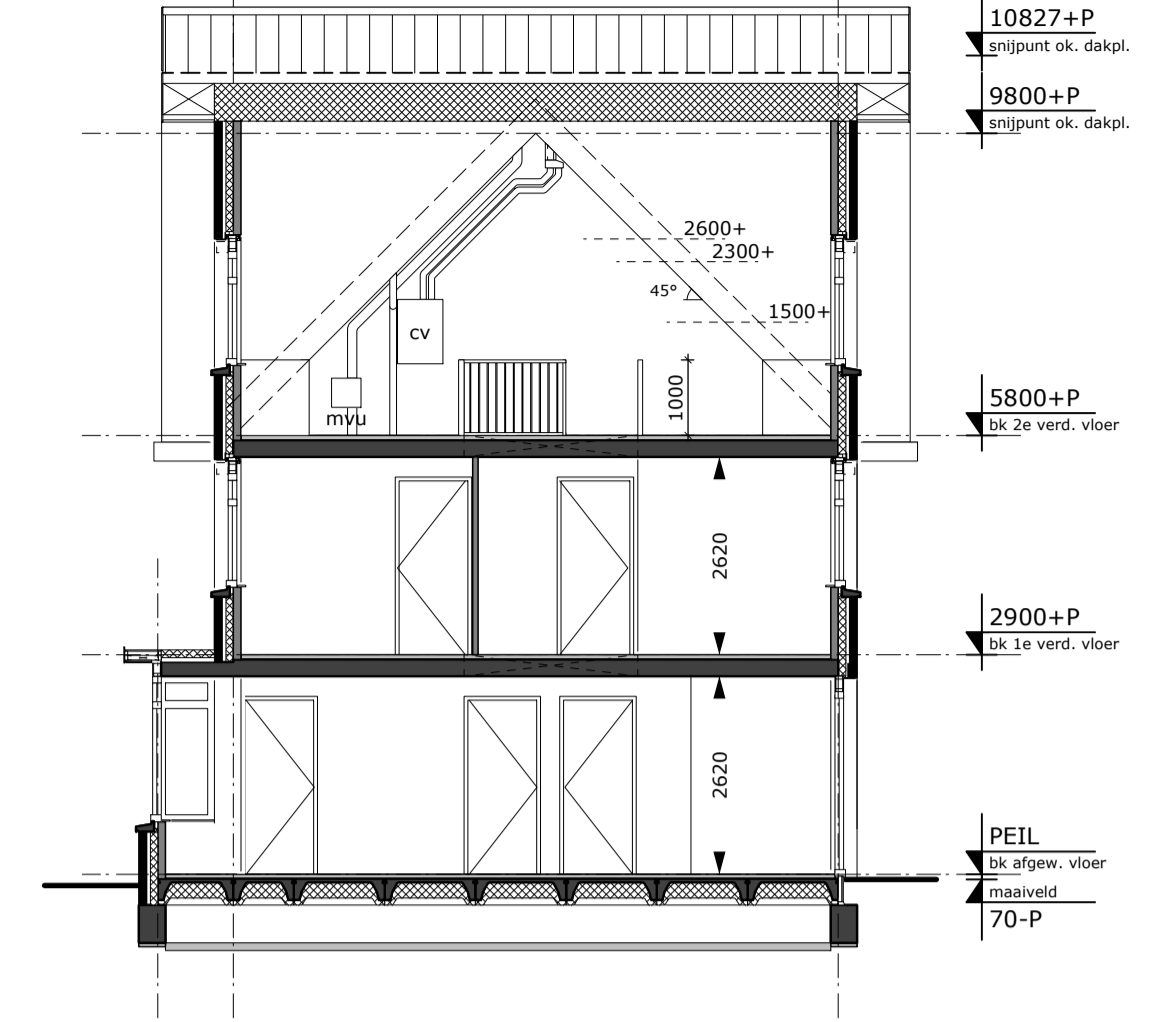 10827+P
snijpunt ok. dakpl.
9800+P
snijpunt ok. dakpl.
2600+
2300+
45°
1500+
cv
mvu
1000
5800+P
bk 2e verd. vloer
2620
2900+P
bk 1e verd. vloer
2620
PEIL
bk afgew. vloer
maaiveld
70-P